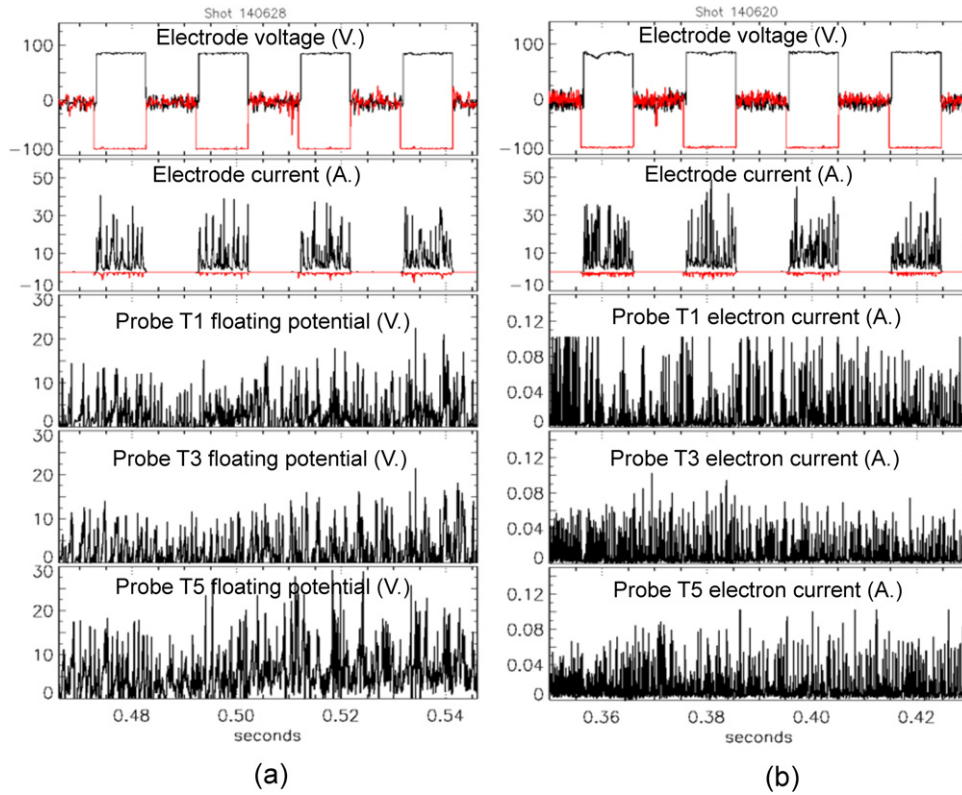 Shot 140628
Electrode voltage (V.)
100
0
−100
Electrode current (A.)
50
30
10
−10
Probe T1 floating potential (V.)
30
20
10
0
Probe T3 floating potential (V.)
30
20
10
0
Probe T5 floating potential (V.)
30
20
10
0
0.48
0.50
0.52
0.54
seconds
(a)
Shot 140620
Electrode voltage (V.)
100
0
−100
Electrode current (A.)
50
30
10
−10
Probe T1 electron current (A.)
0.12
0.08
0.04
0
Probe T3 electron current (A.)
0.12
0.08
0.04
0
Probe T5 electron current (A.)
0.12
0.08
0.04
0
0.36
0.38
0.40
0.42
seconds
(b)